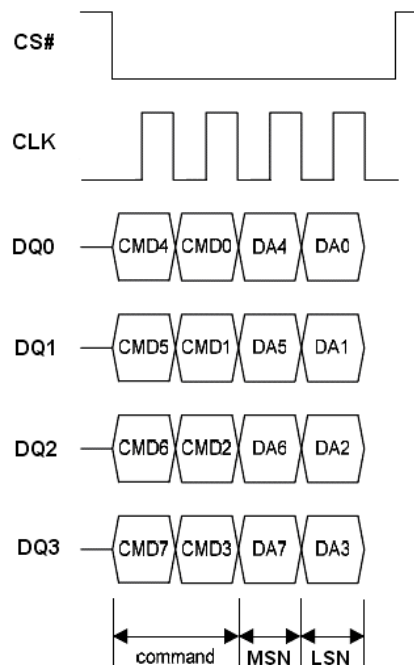 CS#
CLK
DQ0 CMD4 CMD0 DA4 DA0
DQ1 CMD5 CMD1 DA5 DA1
DQ2 CMD6 CMD2 DA6 DA2
DQ3 CMD7 CMD3 DA7 DA3
command MSN LSN